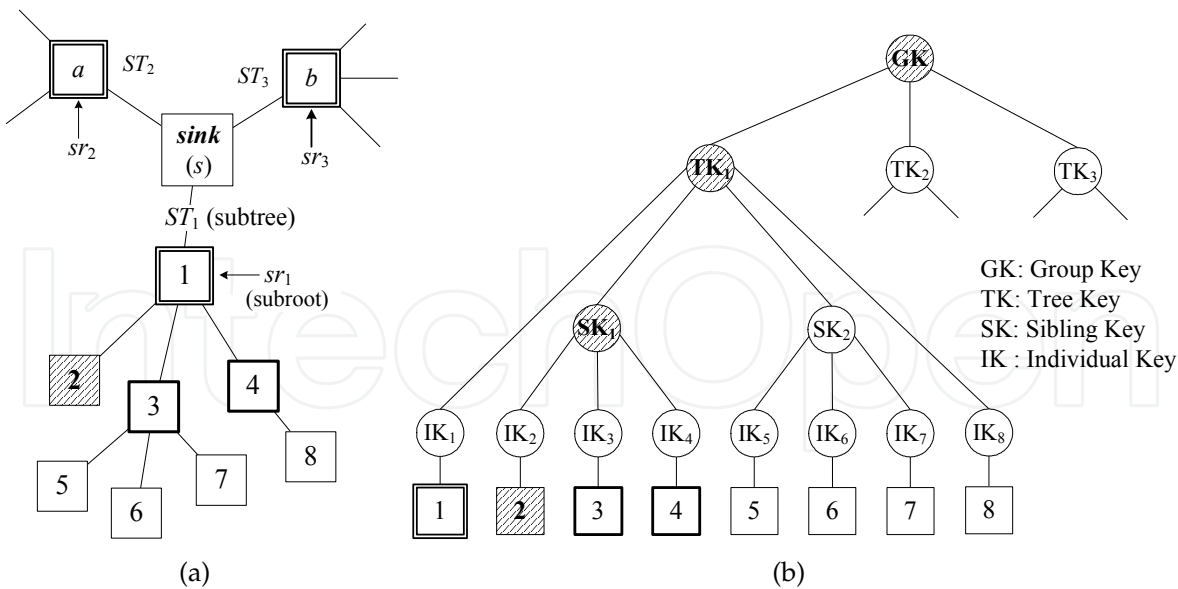 a
ST₂
ST₃
b
sr₂
sink
(s)
sr₃
ST₁ (subtree)
1
sr₁
(subroot)
2
3
4
5
6
7
8
(a)
GK
TK₁
TK₂
TK₃
GK: Group Key
TK: Tree Key
SK: Sibling Key
IK : Individual Key
SK₁
SK₂
IK₁
IK₂
IK₃
IK₄
IK₅
IK₆
IK₇
IK₈
1
2
3
4
5
6
7
8
(b)
IntechOpen